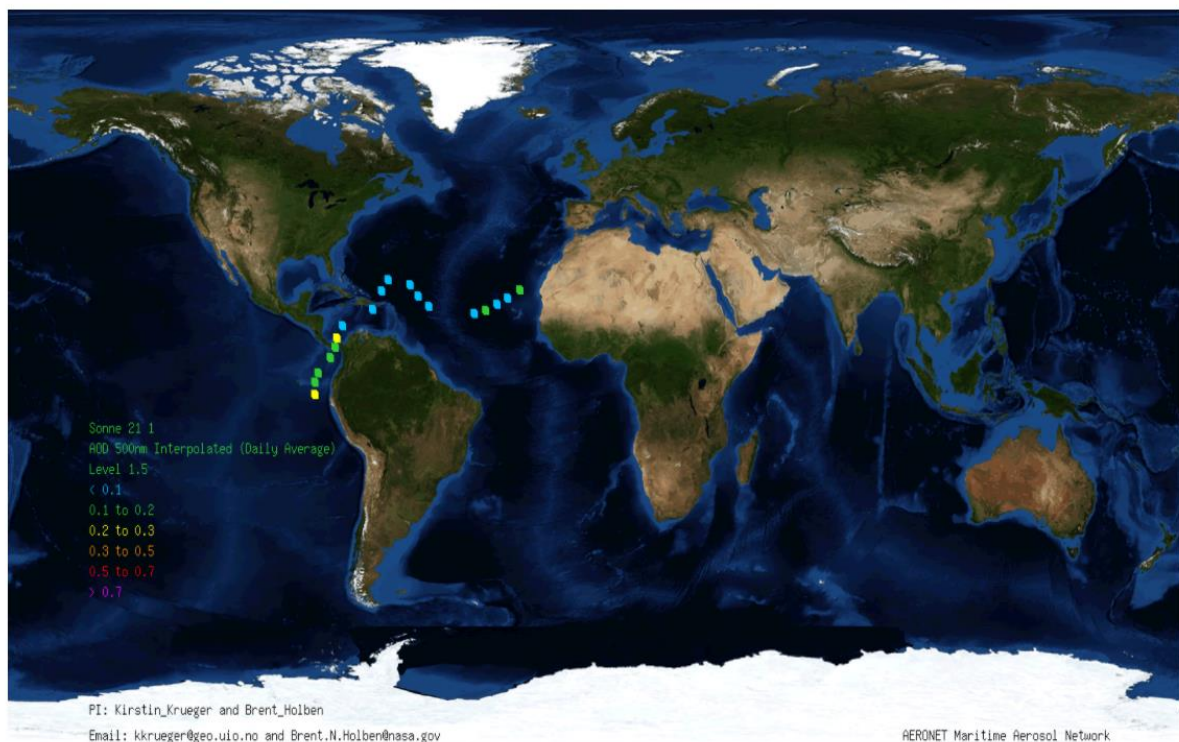 Sonne 21 1
AOD 500nm Interpolated (Daily Average)
Level 1.5
< 0.1
0.1 to 0.2
0.2 to 0.3
0.3 to 0.5
0.5 to 0.7
> 0.7
PI: Kirstin_Krueger and Brent_Holben
Email: kkrueger@geo.uio.no and Brent.N.Holben@nasa.gov
AERONET Maritime Aerosol Network